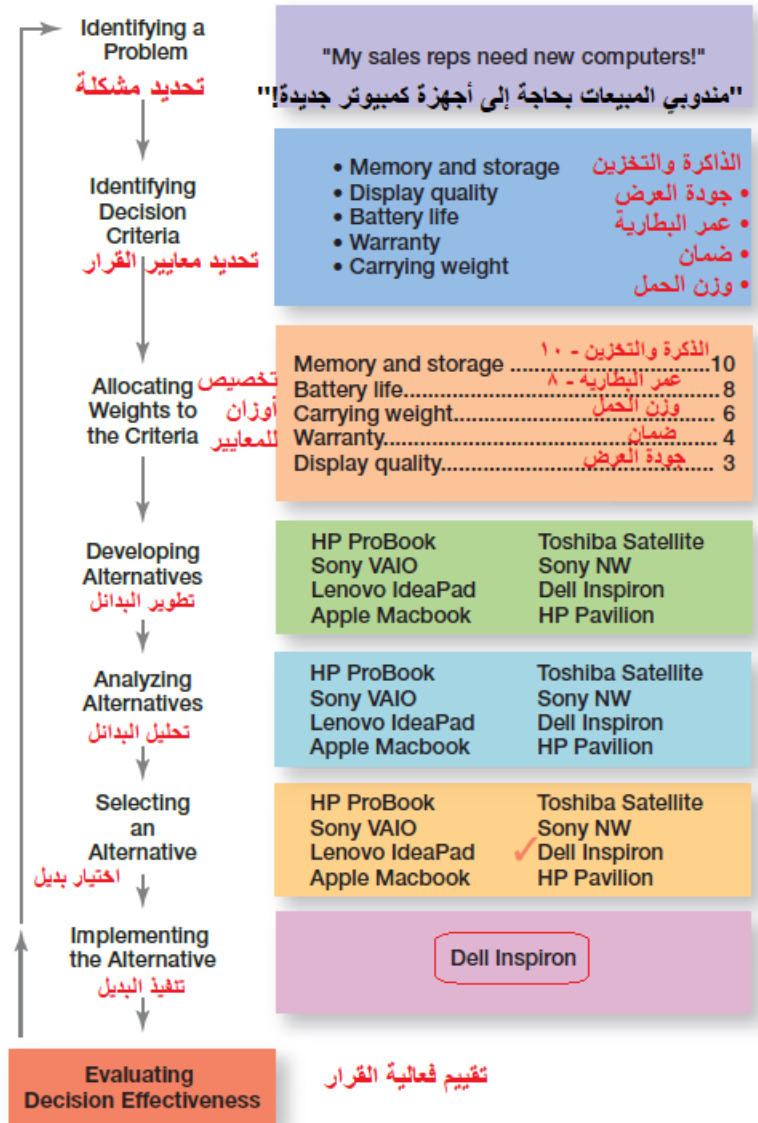 Identifying a
Problem
تحديد مشكلة
"My sales reps need new computers!"
"مندوبي المبيعات بحاجة إلى أجهزة كمبيوتر جديدة!"
Identifying
Decision
Criteria
تحديد معايير القرار
• Memory and storage
• Display quality
• Battery life
• Warranty
• Carrying weight
الذاكرة والتخزين
• جودة العرض
• عمر البطارية
• ضمان
• وزن الحمل
Allocating
Weights to
the Criteria
تخصيص
أوزان
للمعايير
Memory and storage ............................10
الذكرة والتخزين - ١٠
Battery life............................................. 8
عمر البطارية - ٨
Carrying weight..................................... 6
وزن الحمل
Warranty................................................ 4
ضمان
Display quality....................................... 3
جودة العرض
Developing
Alternatives
تطوير البدائل
HP ProBook Toshiba Satellite
Sony VAIO Sony NW
Lenovo IdeaPad Dell Inspiron
Apple Macbook HP Pavilion
Analyzing
Alternatives
تحليل البدائل
HP ProBook Toshiba Satellite
Sony VAIO Sony NW
Lenovo IdeaPad Dell Inspiron
Apple Macbook HP Pavilion
Selecting
an
Alternative
اختيار بديل
HP ProBook Toshiba Satellite
Sony VAIO Sony NW
Lenovo IdeaPad ✓ Dell Inspiron
Apple Macbook HP Pavilion
Implementing
the Alternative
تنفيذ البديل
Dell Inspiron
Evaluating
Decision Effectiveness
تقييم فعالية القرار